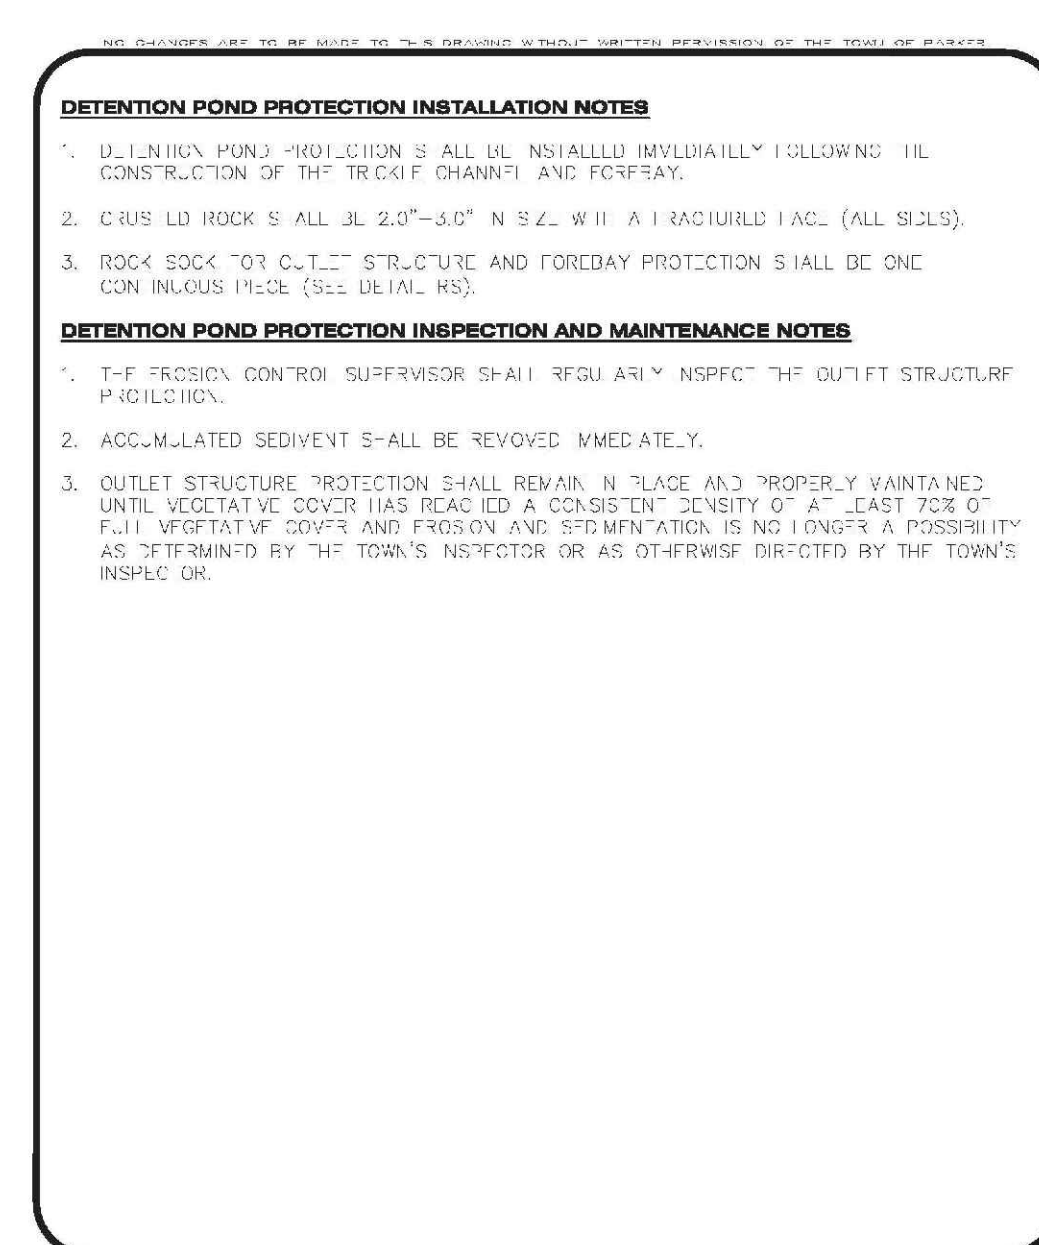 NO CHANGES ARE TO BE MADE TO THIS DRAWING WITHOUT WRITTEN PERMISSION OF THE TOWN OF PARKER
DETENTION POND PROTECTION INSTALLATION NOTES
1. DETENTION POND PROTECTION SHALL BE INSTALLED IMMEDIATELY FOLLOWING THE
CONSTRUCTION OF THE TRICKLE CHANNEL AND FOREBAY.
2. CRUSHED ROCK SHALL BE 2.0"-3.0" IN SIZE WITH A FRACTURED FACE (ALL SIDES).
3. ROCK SOCK FOR OUTLET STRUCTURE AND FOREBAY PROTECTION SHALL BE ONE
CONTINUOUS PIECE (SEE DETAIL RS).
DETENTION POND PROTECTION INSPECTION AND MAINTENANCE NOTES
1. THE EROSION CONTROL SUPERVISOR SHALL REGULARLY INSPECT THE OUTLET STRUCTURE
PROTECTION.
2. ACCUMULATED SEDIMENT SHALL BE REMOVED IMMEDIATELY.
3. OUTLET STRUCTURE PROTECTION SHALL REMAIN IN PLACE AND PROPERLY MAINTAINED
UNTIL VEGETATIVE COVER HAS REACHED A CONSISTENT DENSITY OF AT LEAST 70% OF
FULL VEGETATIVE COVER AND EROSION AND SEDIMENTATION IS NO LONGER A POSSIBILITY
AS DETERMINED BY THE TOWN'S INSPECTOR OR AS OTHERWISE DIRECTED BY THE TOWN'S
INSPECTOR.